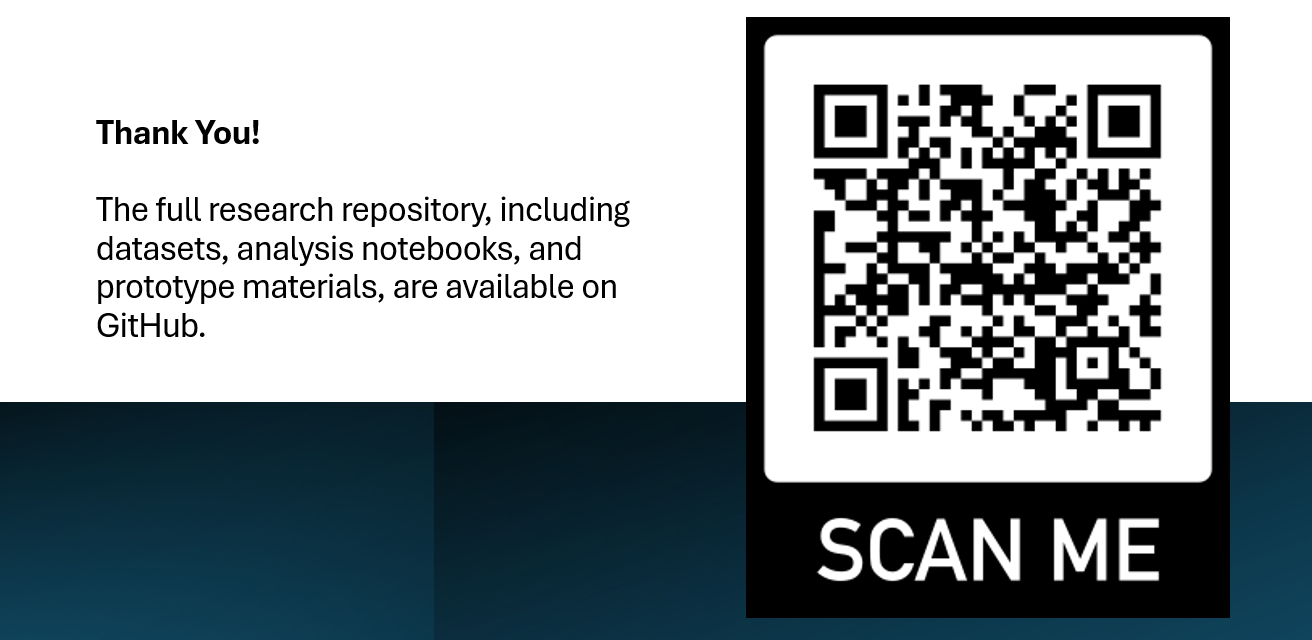 Thank You!
The full research repository, including
datasets, analysis notebooks, and
prototype materials, are available on
GitHub.
SCAN ME